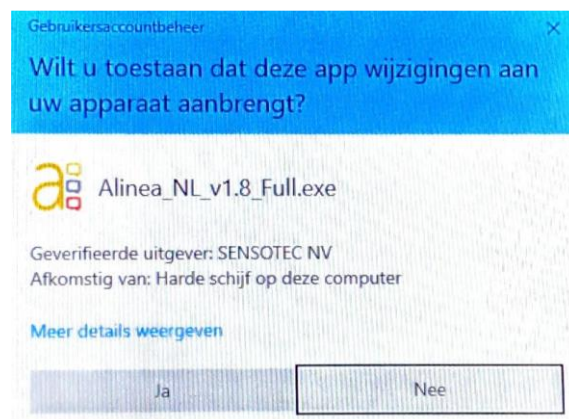 Gebruikersaccountbeheer
Wilt u toestaan dat deze app wijzigingen aan
uw apparaat aanbrengt?
Alinea_NL_v1.8_Full.exe
Geverifieerde uitgever: SENSOTEC NV
Afkomstig van: Harde schijf op deze computer
Meer details weergeven
Ja
Nee